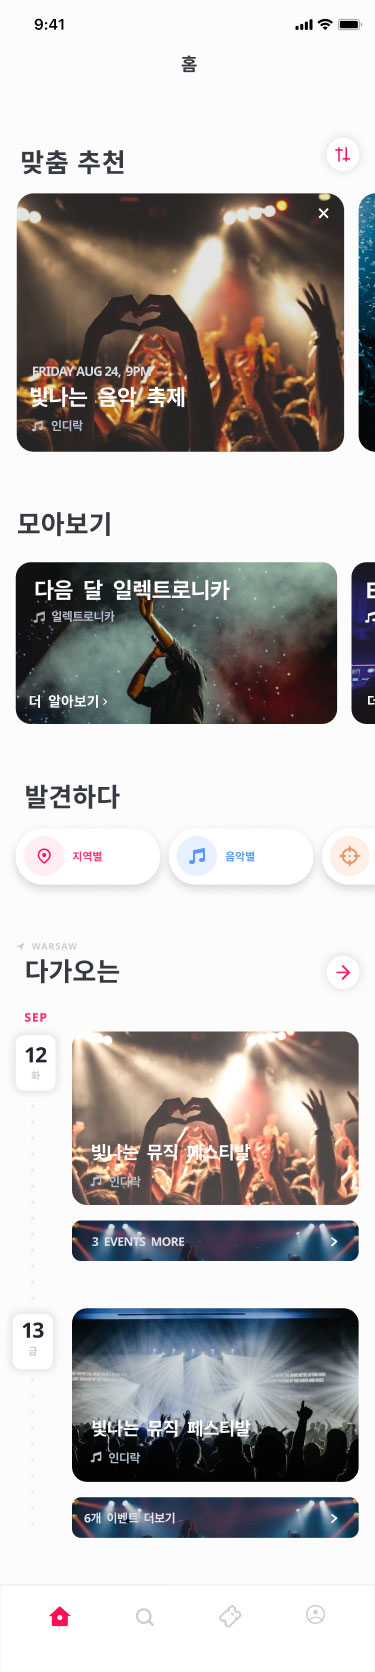 9:41
홈
맞춤 추천
FRIDAY AUG 24, 9PM
빛나는 음악 축제
인디락
모아보기
다음 달 일렉트로니카
일렉트로니카
더 알아보기 ›
발견하다
지역별
음악별
WARSAW
다가오는
SEP
12
화
빛나는 뮤직 페스티발
인디락
3 EVENTS MORE
13
금
빛나는 뮤직 페스티발
인디락
6개 이벤트 더보기